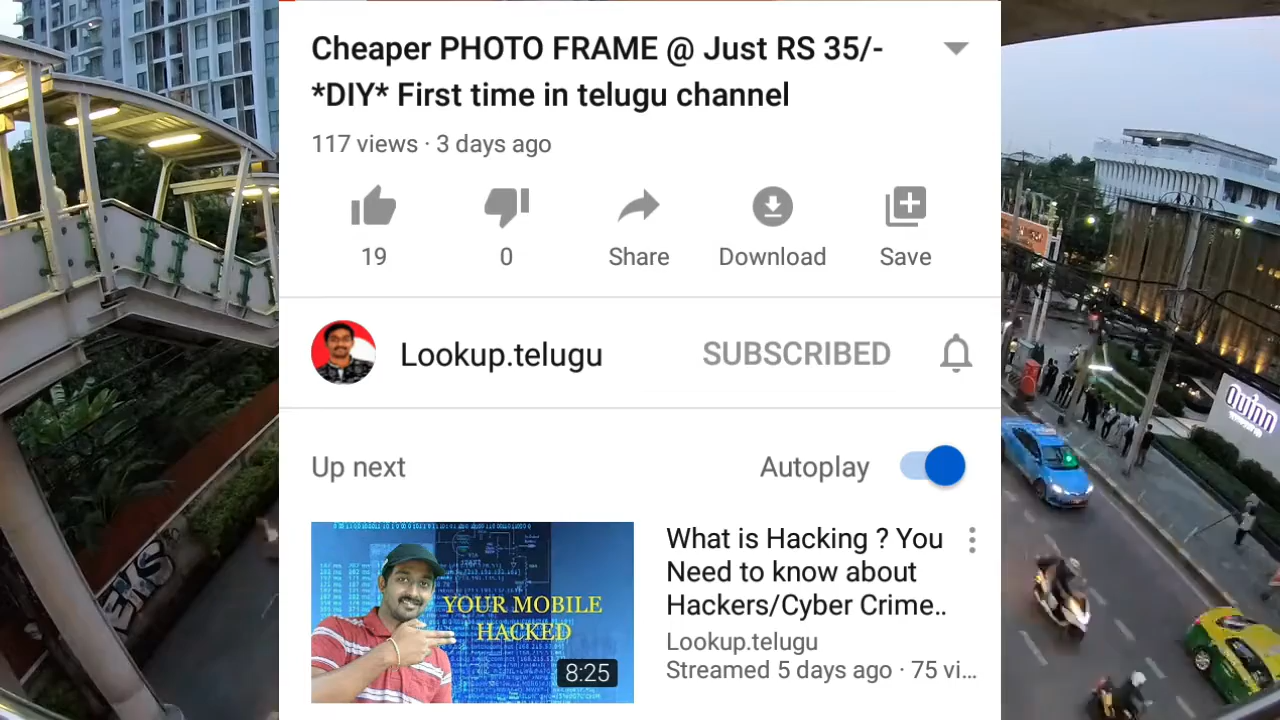 Cheaper PHOTO FRAME @ Just RS 35/-
*DIY* First time in telugu channel
117 views · 3 days ago
19
0
Share
Download
Save
Lookup.telugu
SUBSCRIBED
Up next
Autoplay
YOUR MOBILE
HACKED
8:25
What is Hacking ? You
Need to know about
Hackers/Cyber Crime..
Lookup.telugu
Streamed 5 days ago · 75 vi...